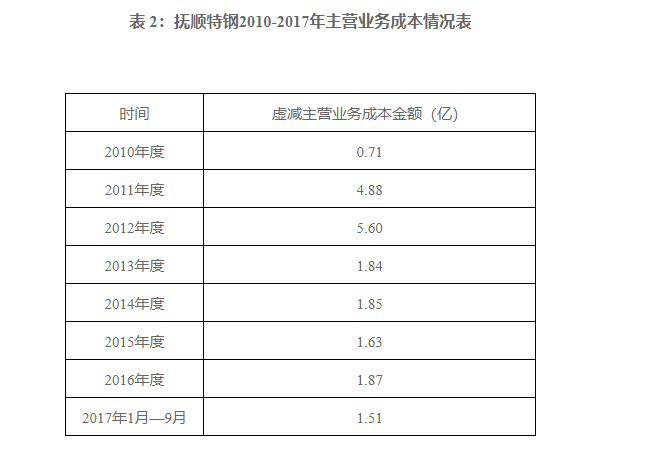 表 2：抚顺特钢2010-2017年主营业务成本情况表
时间 虚减主营业务成本金额（亿）
2010年度 0.71
2011年度 4.88
2012年度 5.60
2013年度 1.84
2014年度 1.85
2015年度 1.63
2016年度 1.87
2017年1月—9月 1.51